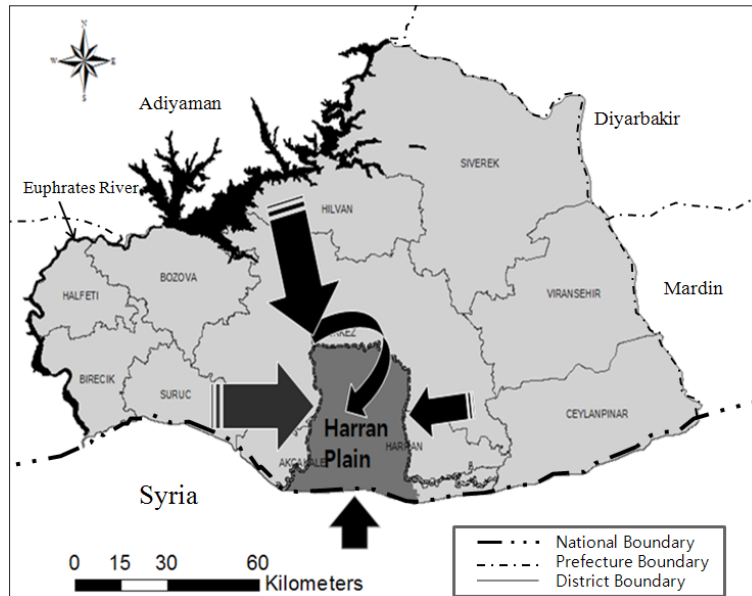 N
W
E
S
Adiyaman
Diyarbakir
SIVEREK
Euphrates River
HILVAN
BOZOVA
HALFETI
VIRANSEHIR
Mardin
BIRECIK
SURUC
CEYLANPINAR
Harran
Plain
HARRAN
AKCAKALE
Syria
0 15 30 60
Kilometers
National Boundary
Prefecture Boundary
District Boundary